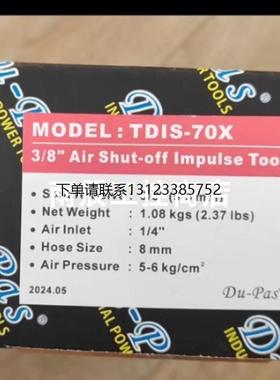 MODEL : TDIS-70X
3/8" Air Shut-off Impulse Too
下单请联系13123385752
• Net Weight : 1.08 kgs (2.37 lbs)
• Air Inlet : 1/4"
• Hose Size : 8 mm
• Air Pressure : 5-6 kg/cm²
2024.05
Du-Pas